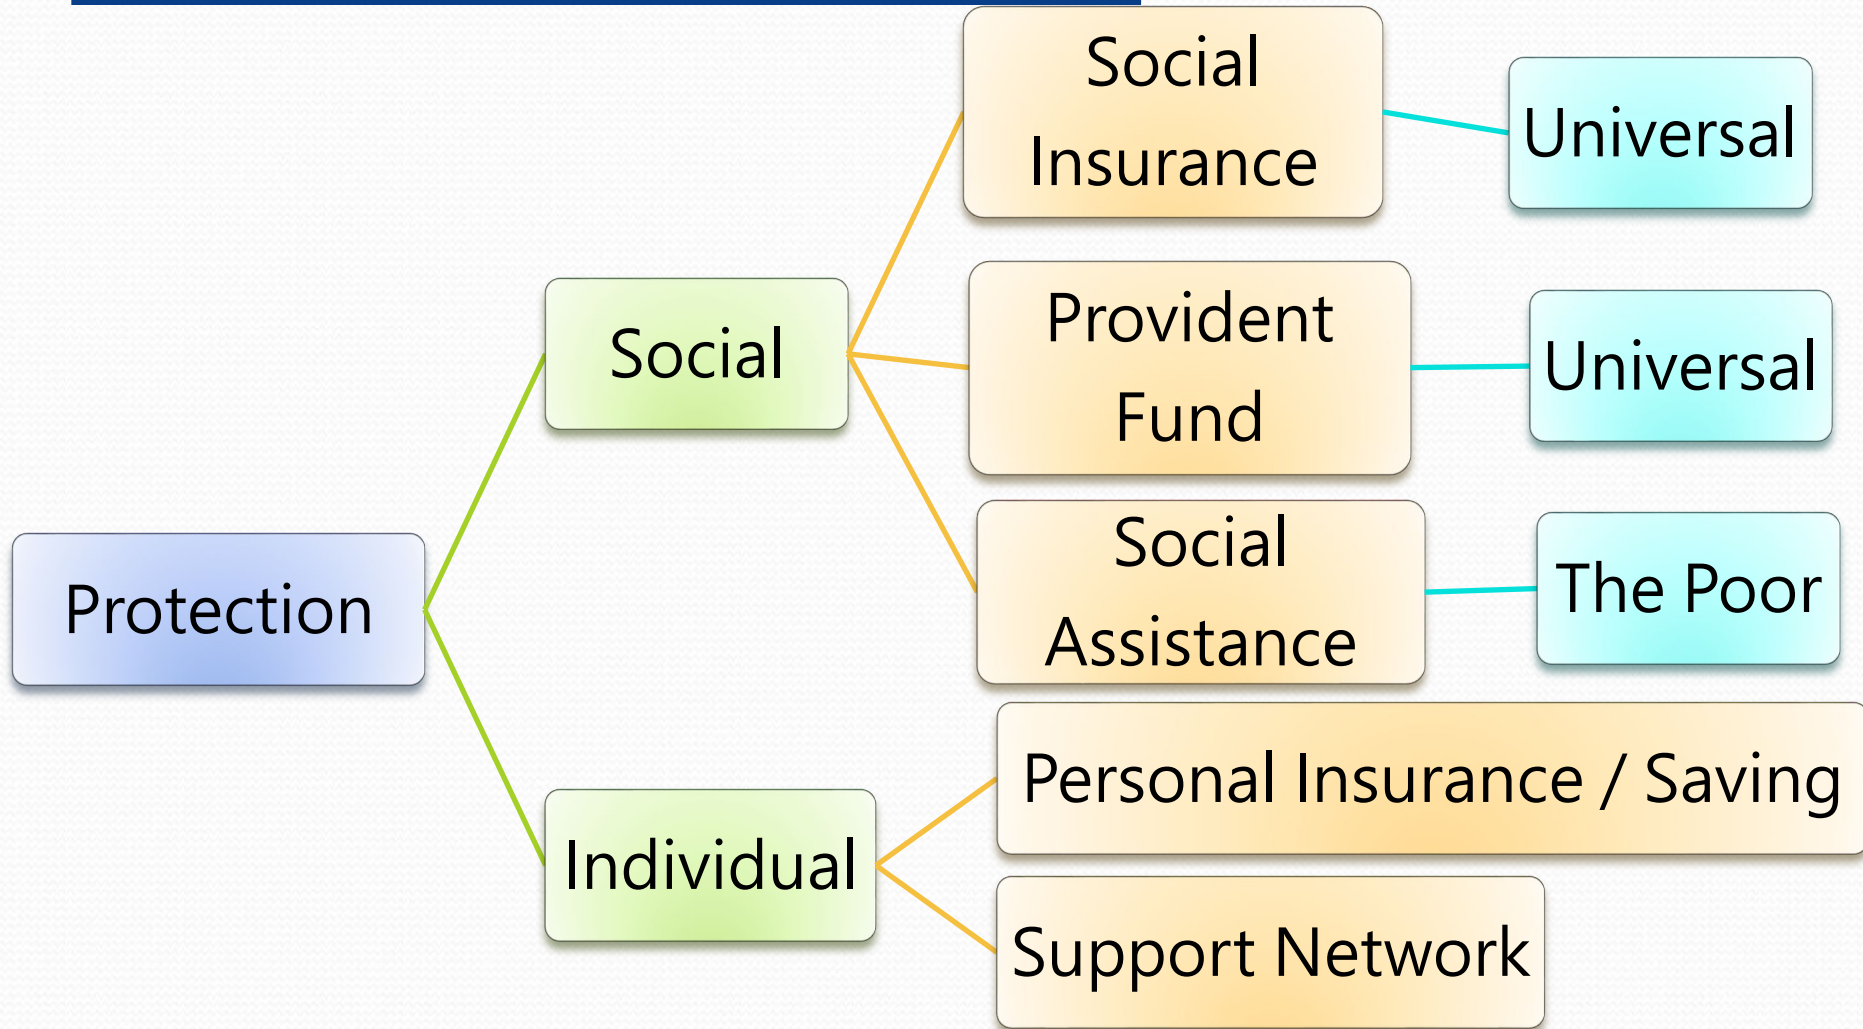 Social
Insurance
Universal
Provident
Fund
Universal
Social
Social
Assistance
The Poor
Protection
Personal Insurance / Saving
Individual
Support Network